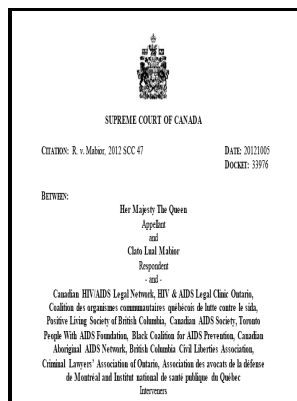 SUPREME COURT OF CANADA
CITATION: R. v. Mabior, 2012 SCC 47 DATE: 20121005
DOCKET: 33976
BETWEEN:
Her Majesty The Queen
Appellant
and
Clato Lual Mabior
Respondent
- and -
Canadian HIV/AIDS Legal Network, HIV & AIDS Legal Clinic Ontario,
Coalition des organismes communautaires québécois de lutte contre le sida,
Positive Living Society of British Columbia, Canadian AIDS Society, Toronto
People With AIDS Foundation, Black Coalition for AIDS Prevention, Canadian
Aboriginal AIDS Network, British Columbia Civil Liberties Association,
Criminal Lawyers' Association of Ontario, Association des avocats de la défense
de Montréal and Institut national de santé publique du Québec
Interveners